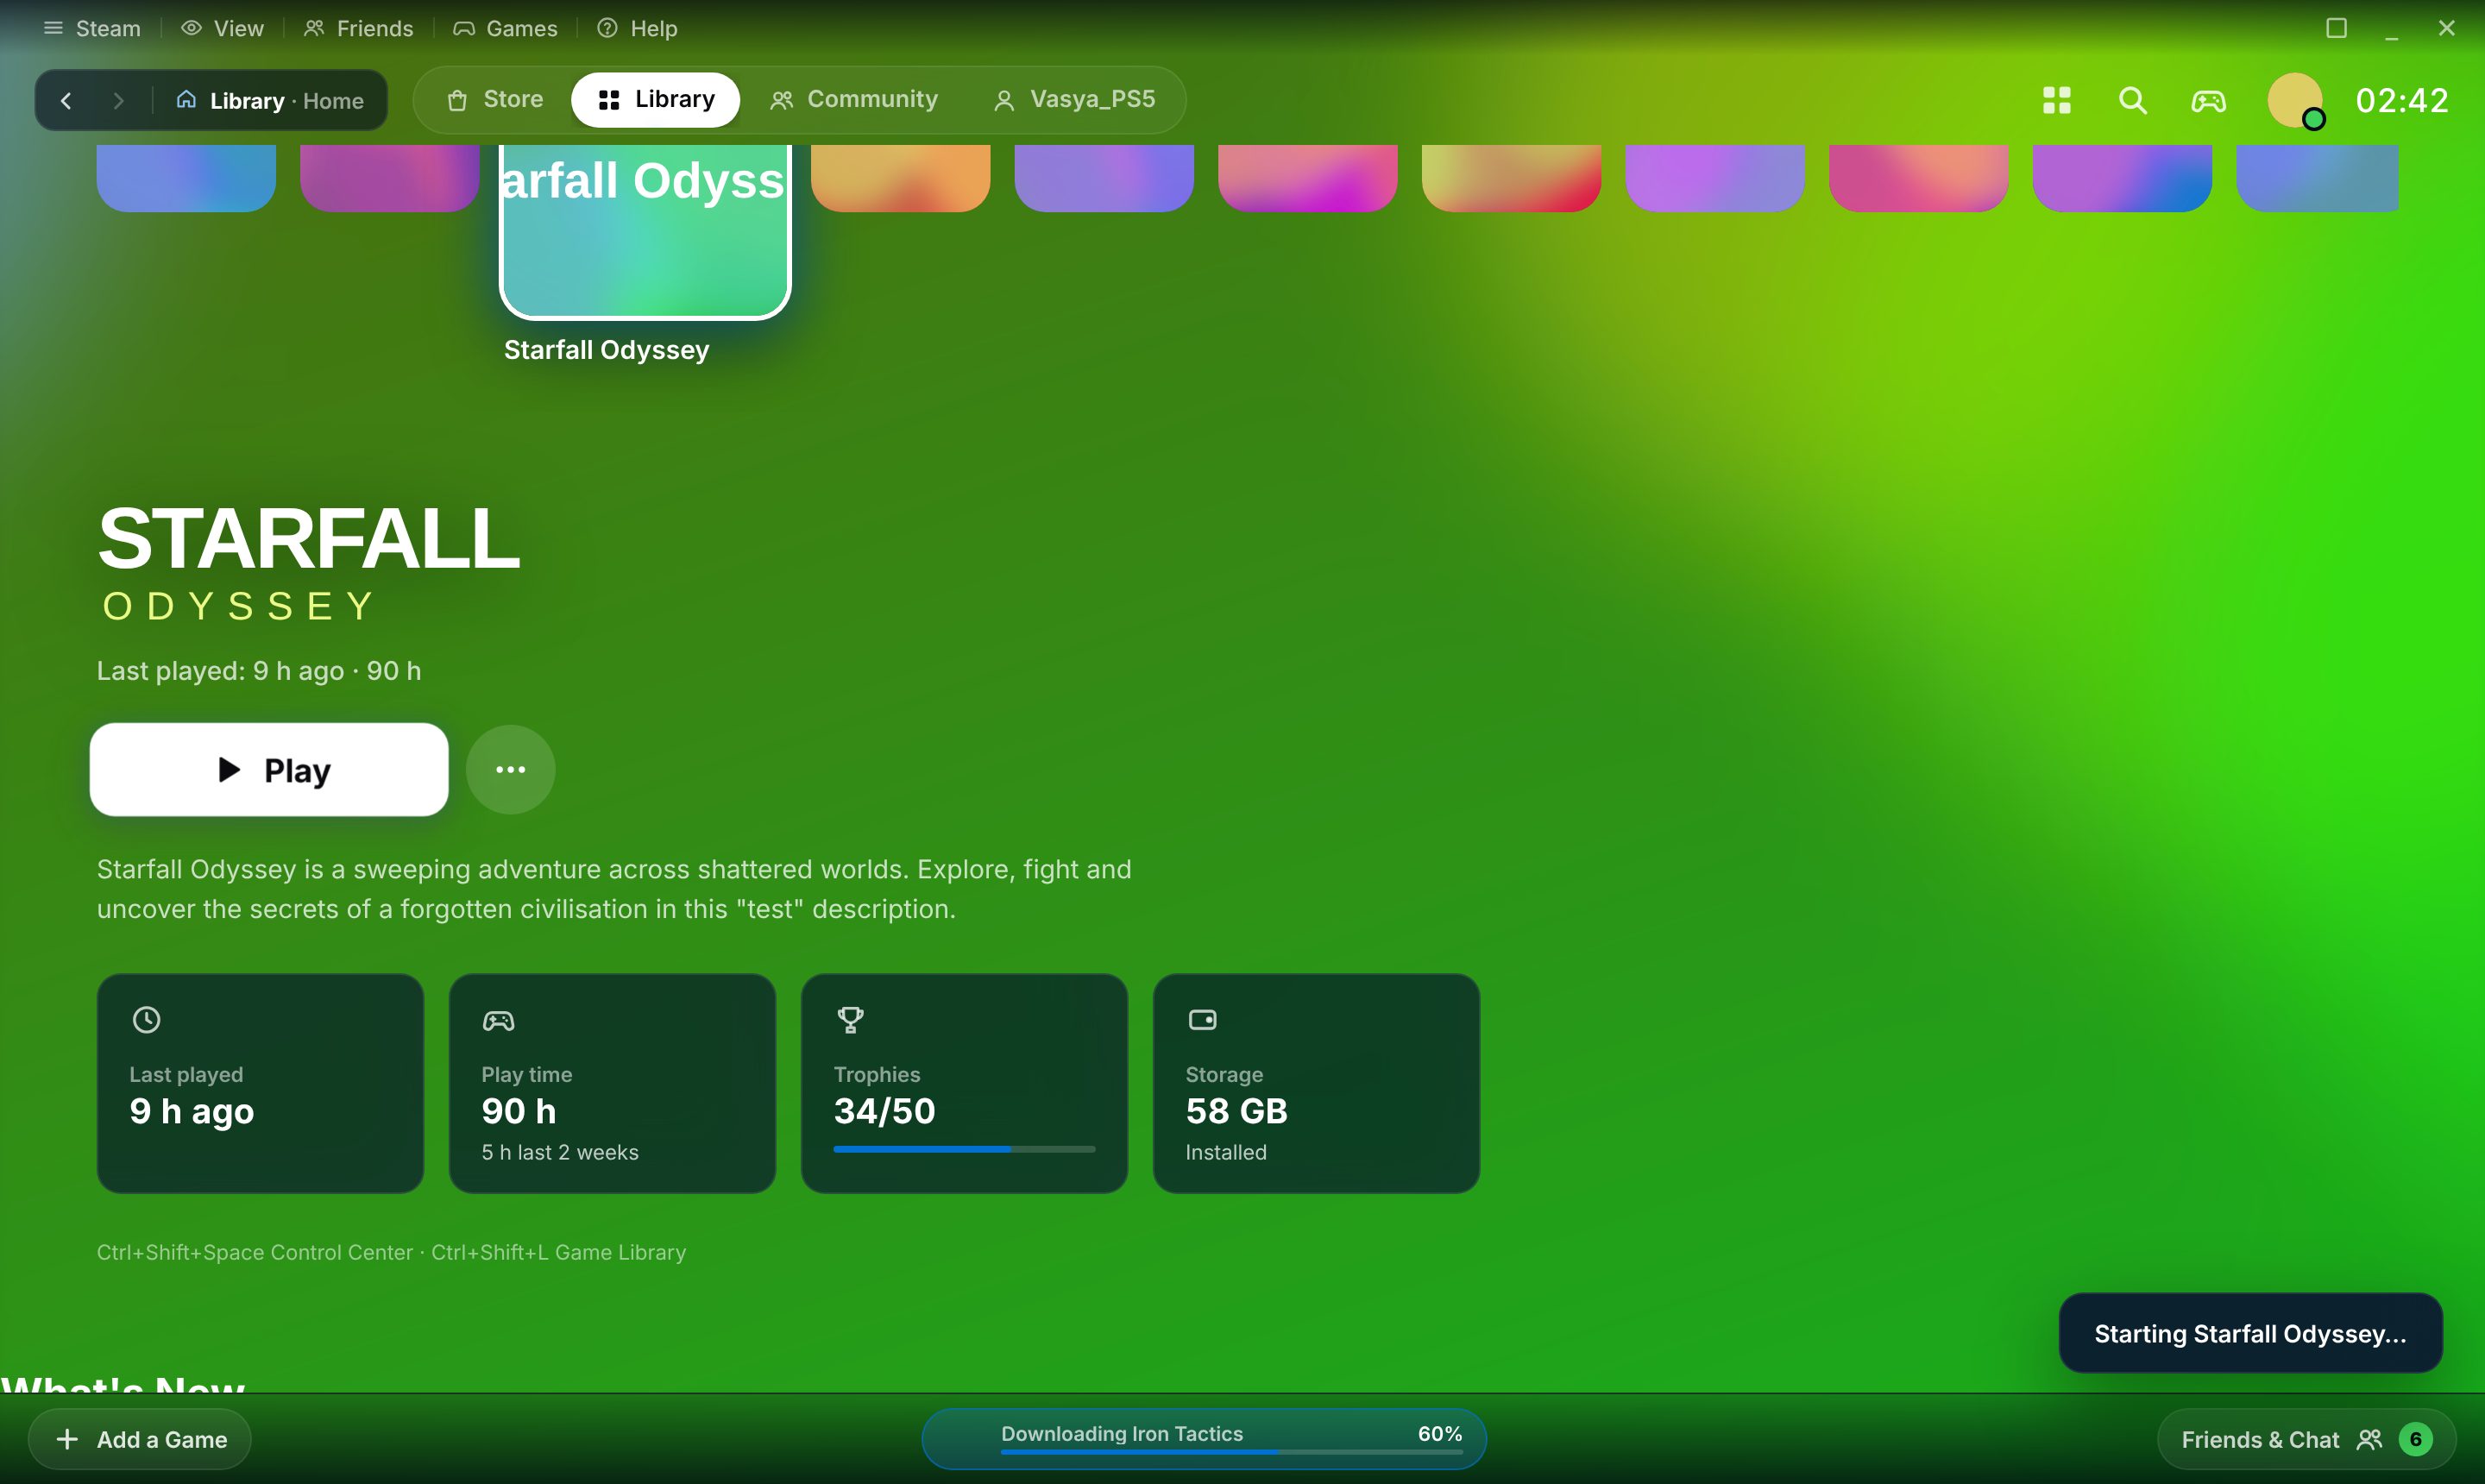 Steam View Friends Games Help
Library · Home Store Library Community Vasya_PS5 02:42
arfall Odyss
Starfall Odyssey
STARFALL
ODYSSEY
Last played: 9 h ago · 90 h
Play
Starfall Odyssey is a sweeping adventure across shattered worlds. Explore, fight and
uncover the secrets of a forgotten civilisation in this "test" description.
Last played Play time Trophies Storage
9 h ago 90 h 34/50 58 GB
5 h last 2 weeks Installed
Ctrl+Shift+Space Control Center · Ctrl+Shift+L Game Library
Starting Starfall Odyssey...
What's New
Add a Game Downloading Iron Tactics 60% Friends & Chat 6